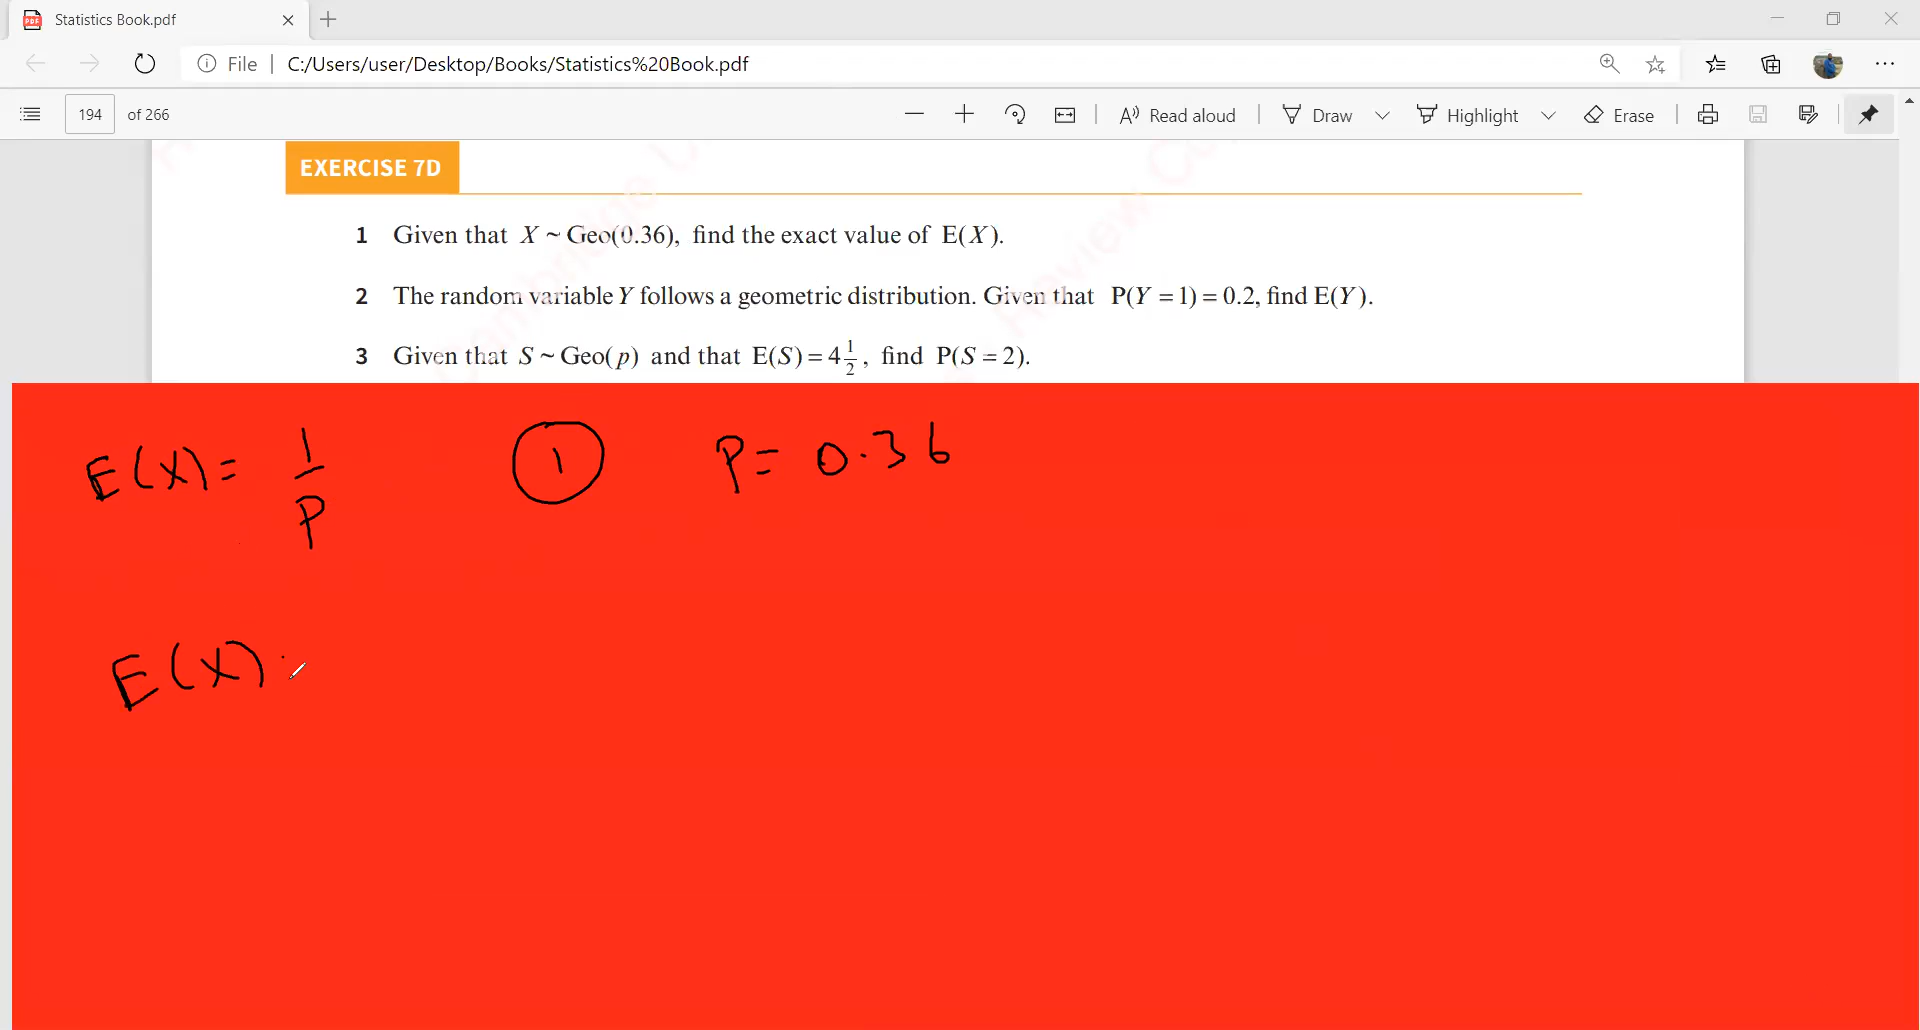 Statistics Book.pdf
File | C:/Users/user/Desktop/Books/Statistics%20Book.pdf
194 of 266
Read aloud
Draw
Highlight
Erase
EXERCISE 7D
1 Given that X ~ Geo(0.36), find the exact value of E(X).
2 The random variable Y follows a geometric distribution. Given that P(Y = 1) = 0.2, find E(Y).
3 Given that S ~ Geo(p) and that E(S) = 4 1/2, find P(S = 2).
E(X) = 1/P
1
P = 0.36
E(X)